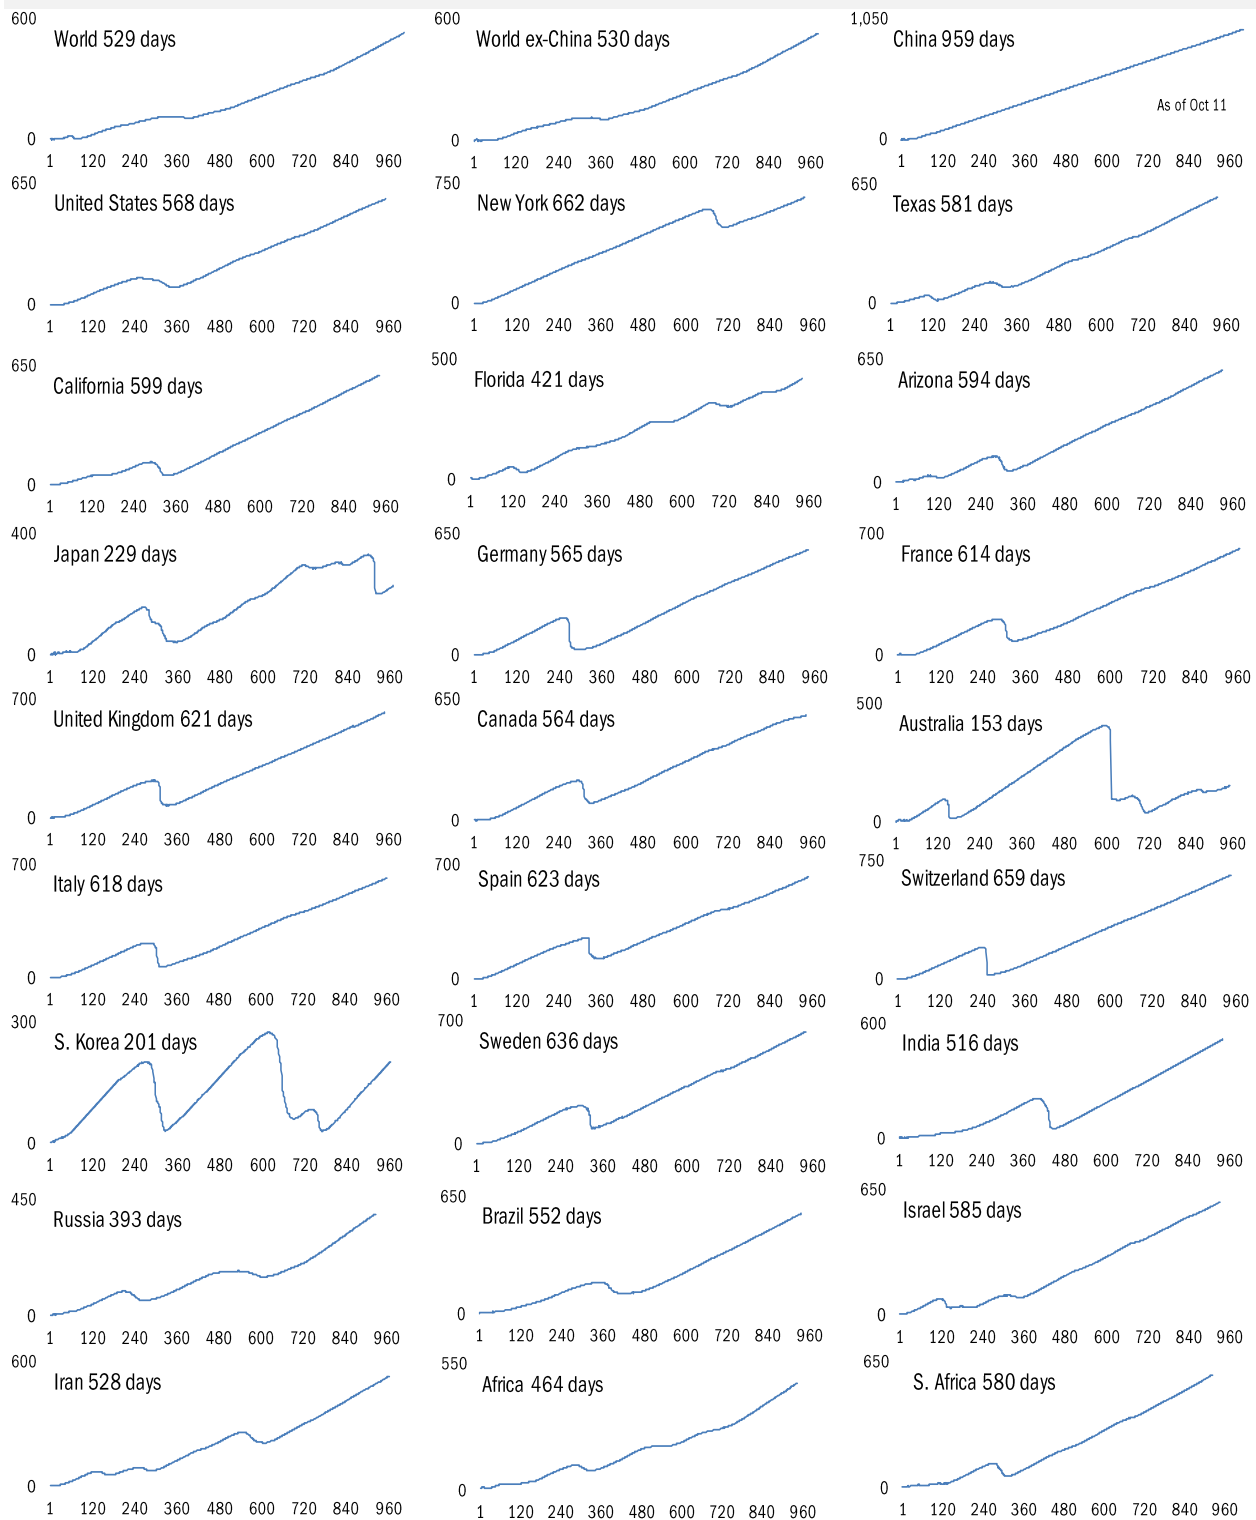 600 600 1,050
World 529 days World ex-China 530 days China 959 days
As of Oct 11
0 0 0
1 120 240 360 480 600 720 840 960 1 120 240 360 480 600 720 840 960 1 120 240 360 480 600 720 840 960
650 750 650
United States 568 days New York 662 days Texas 581 days
0 0 0
1 120 240 360 480 600 720 840 960 1 120 240 360 480 600 720 840 960 1 120 240 360 480 600 720 840 960
650 500 650
California 599 days Florida 421 days Arizona 594 days
0 0 0
1 120 240 360 480 600 720 840 960 1 120 240 360 480 600 720 840 960 1 120 240 360 480 600 720 840 960
400 650 700
Japan 229 days Germany 565 days France 614 days
0 0 0
1 120 240 360 480 600 720 840 960 1 120 240 360 480 600 720 840 960 1 120 240 360 480 600 720 840 960
700 650 500
United Kingdom 621 days Canada 564 days Australia 153 days
0 0 0
1 120 240 360 480 600 720 840 960 1 120 240 360 480 600 720 840 960 1 120 240 360 480 600 720 840 960
700 700 750
Italy 618 days Spain 623 days Switzerland 659 days
0 0 0
1 120 240 360 480 600 720 840 960 1 120 240 360 480 600 720 840 960 1 120 240 360 480 600 720 840 960
300 700 600
S. Korea 201 days Sweden 636 days India 516 days
0 0 0
1 120 240 360 480 600 720 840 960 1 120 240 360 480 600 720 840 960 1 120 240 360 480 600 720 840 960
450 650 650
Russia 393 days Brazil 552 days Israel 585 days
0 0 0
1 120 240 360 480 600 720 840 960 1 120 240 360 480 600 720 840 960 1 120 240 360 480 600 720 840 960
600 550 650
Iran 528 days Africa 464 days S. Africa 580 days
0 0 0
1 120 240 360 480 600 720 840 960 1 120 240 360 480 600 720 840 960 1 120 240 360 480 600 720 840 960